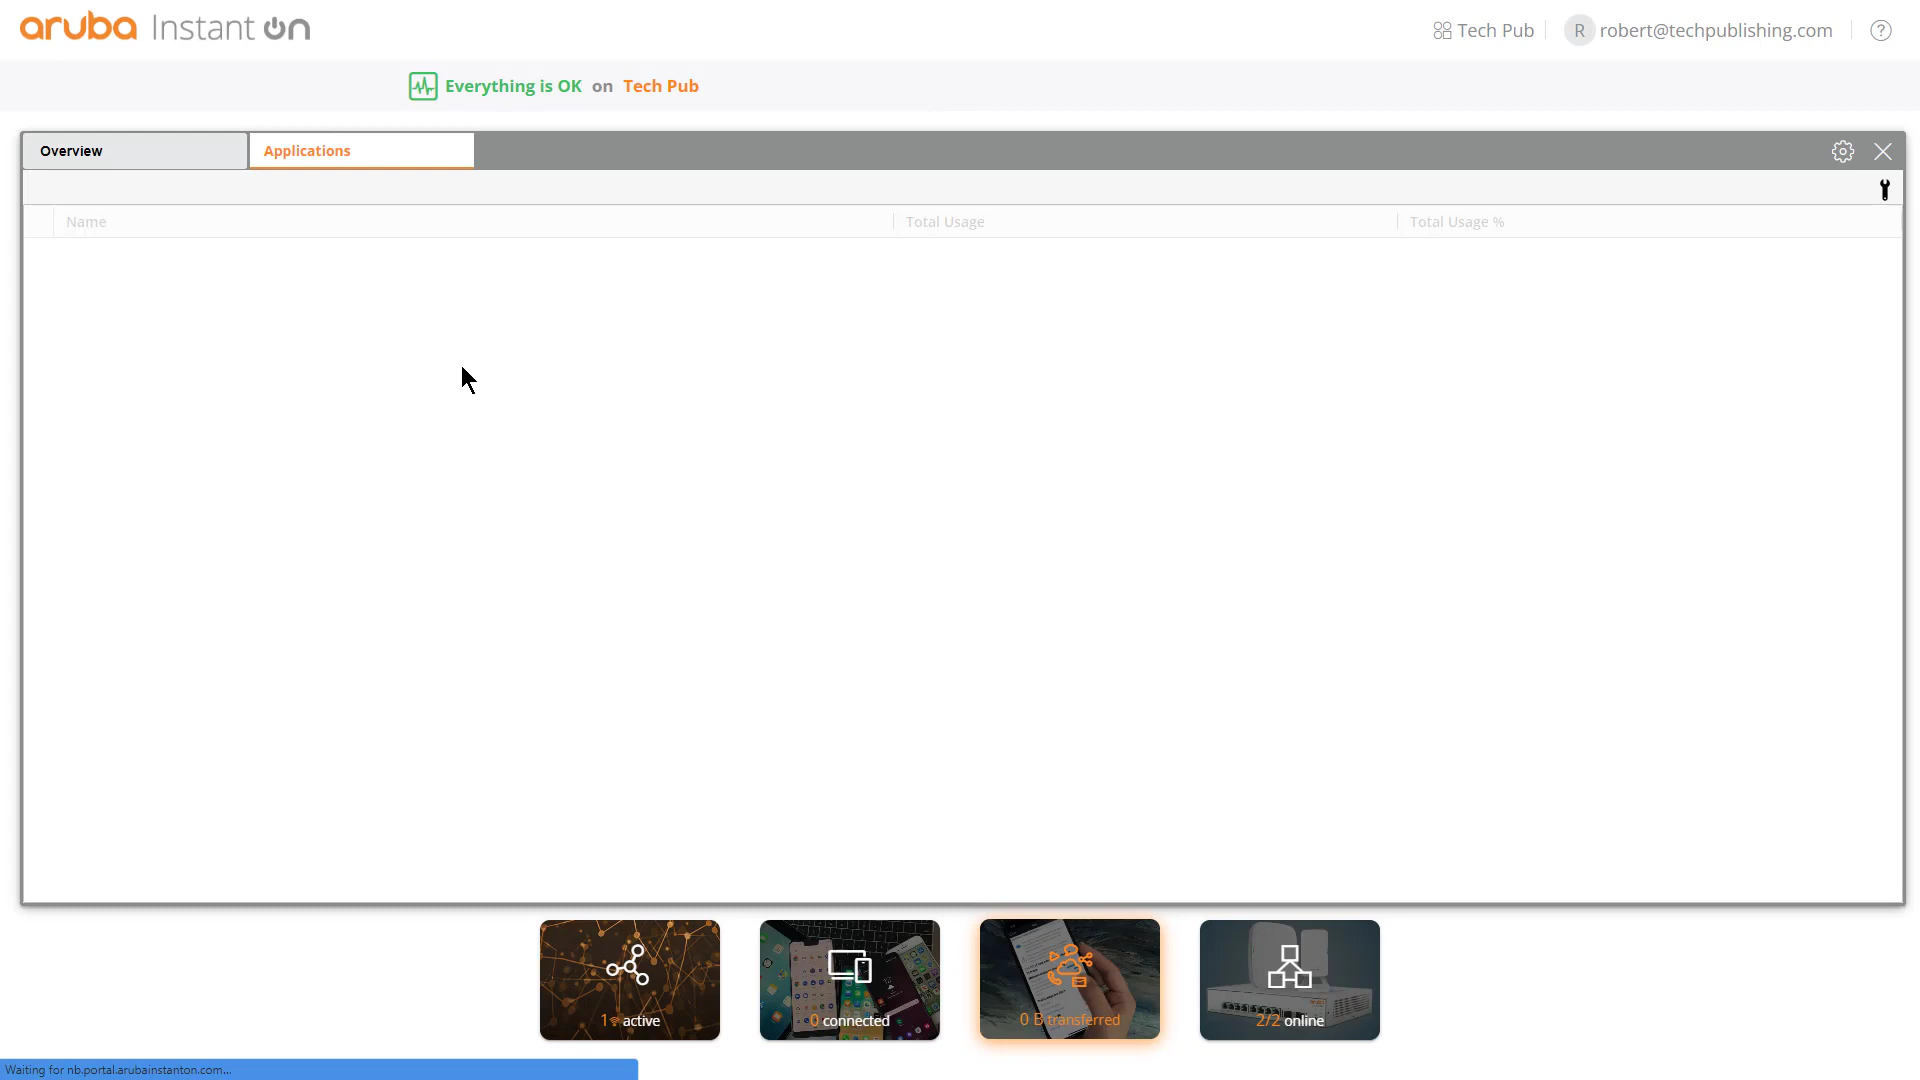 aruba Instant On
Tech Pub
R robert@techpublishing.com ?
Everything is OK on Tech Pub
Overview
Applications
Name
Total Usage
Total Usage %
1 active
0 connected
0 B transferred
2/2 online
Waiting for nb.portal.arubainstanton.com...